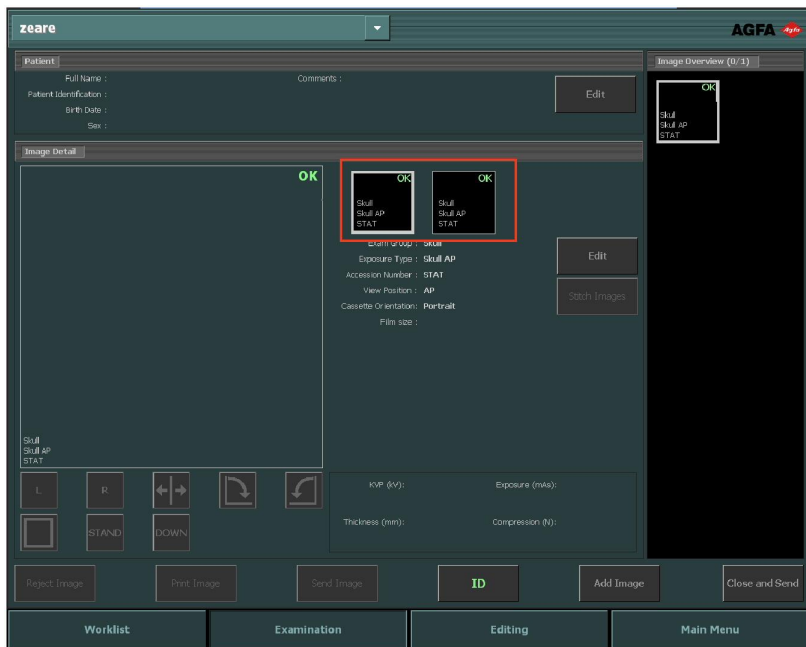 zeare
AGFA Agfa
Patient
Full Name :
Comments :
Patient Identification :
Birth Date :
Sex :
Edit
Image Overview (0/1)
OK
Skull
Skull AP
STAT
Image Detail
OK
Skull
Skull AP
STAT
OK
Skull
Skull AP
STAT
OK
Skull
Skull AP
STAT
Exam Group : Skull
Exposure Type : Skull AP
Accession Number : STAT
View Position : AP
Cassette Orientation: Portrait
Film size :
Edit
Stitch Images
L R
STAND DOWN
KVP (kV): Exposure (mAs):
Thickness (mm): Compression (N):
Reject Image Print Image Send Image ID Add Image Close and Send
Worklist Examination Editing Main Menu